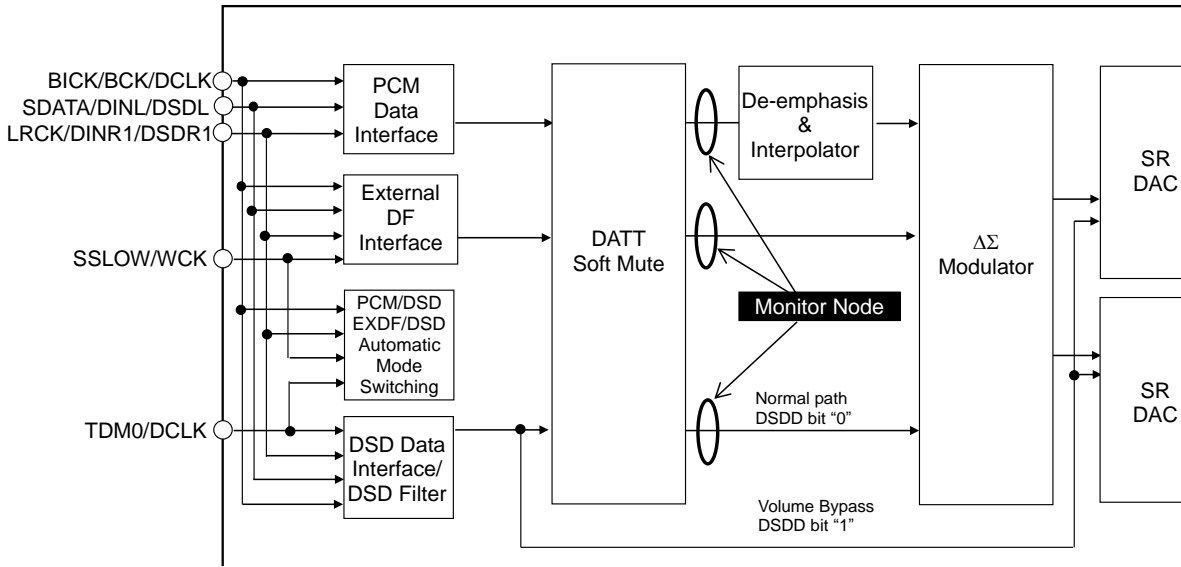 BICK/BCK/DCLK
SDATA/DINL/DSDL
LRCK/DINR1/DSDR1
SSLOW/WCK
TDM0/DCLK
PCM
Data
Interface
External
DF
Interface
PCM/DSD
EXDF/DSD
Automatic
Mode
Switching
DSD Data
Interface/
DSD Filter
DATT
Soft Mute
De-emphasis
&
Interpolator
Monitor Node
Normal path
DSDD bit “0”
Volume Bypass
DSDD bit “1”
ΔΣ
Modulator
SR
DAC
SR
DAC